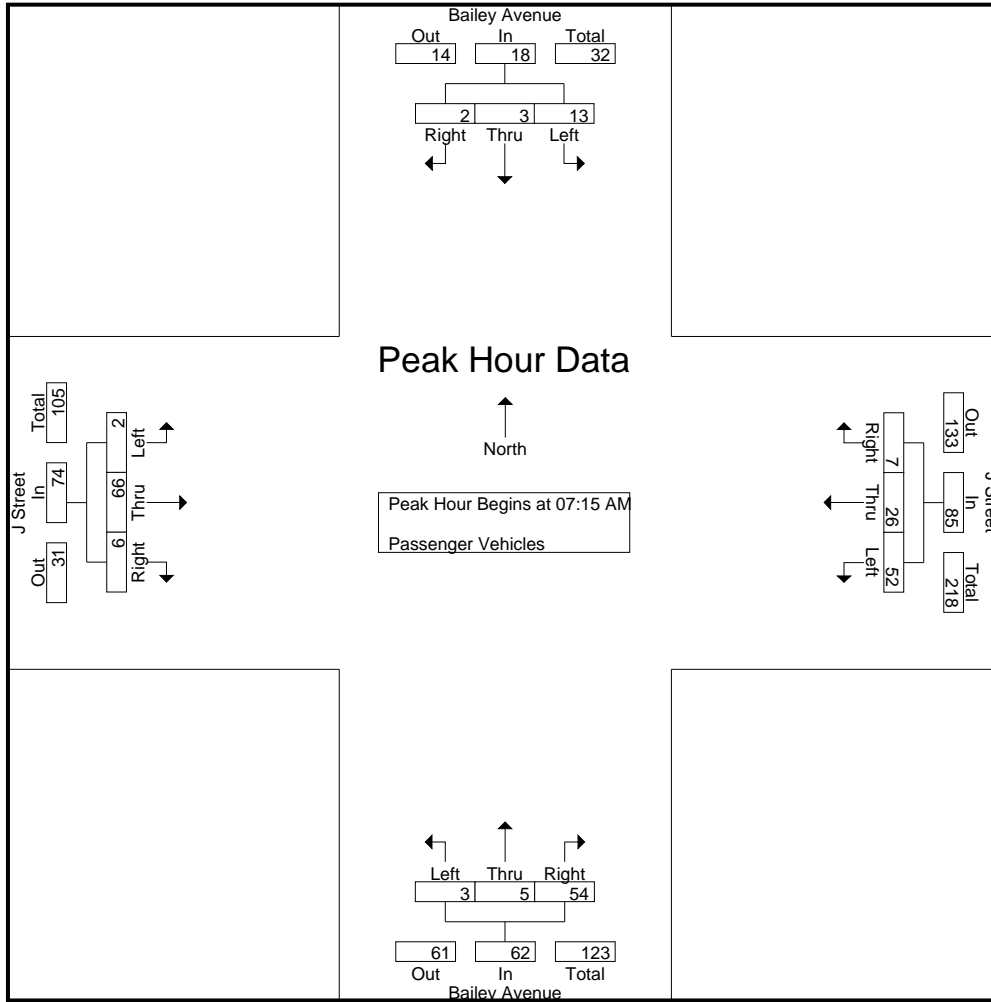 Bailey Avenue
Out In Total
14 18 32
2 3 13
Right Thru Left
Peak Hour Data
North
Peak Hour Begins at 07:15 AM
Passenger Vehicles
J Street
Total In Out
105 74 31
2 66 6
Left Thru Right
Right Thru Left
7 26 52
133 85 218
Out In Total
J Street
Left Thru Right
3 5 54
61 62 123
Out In Total
Bailey Avenue